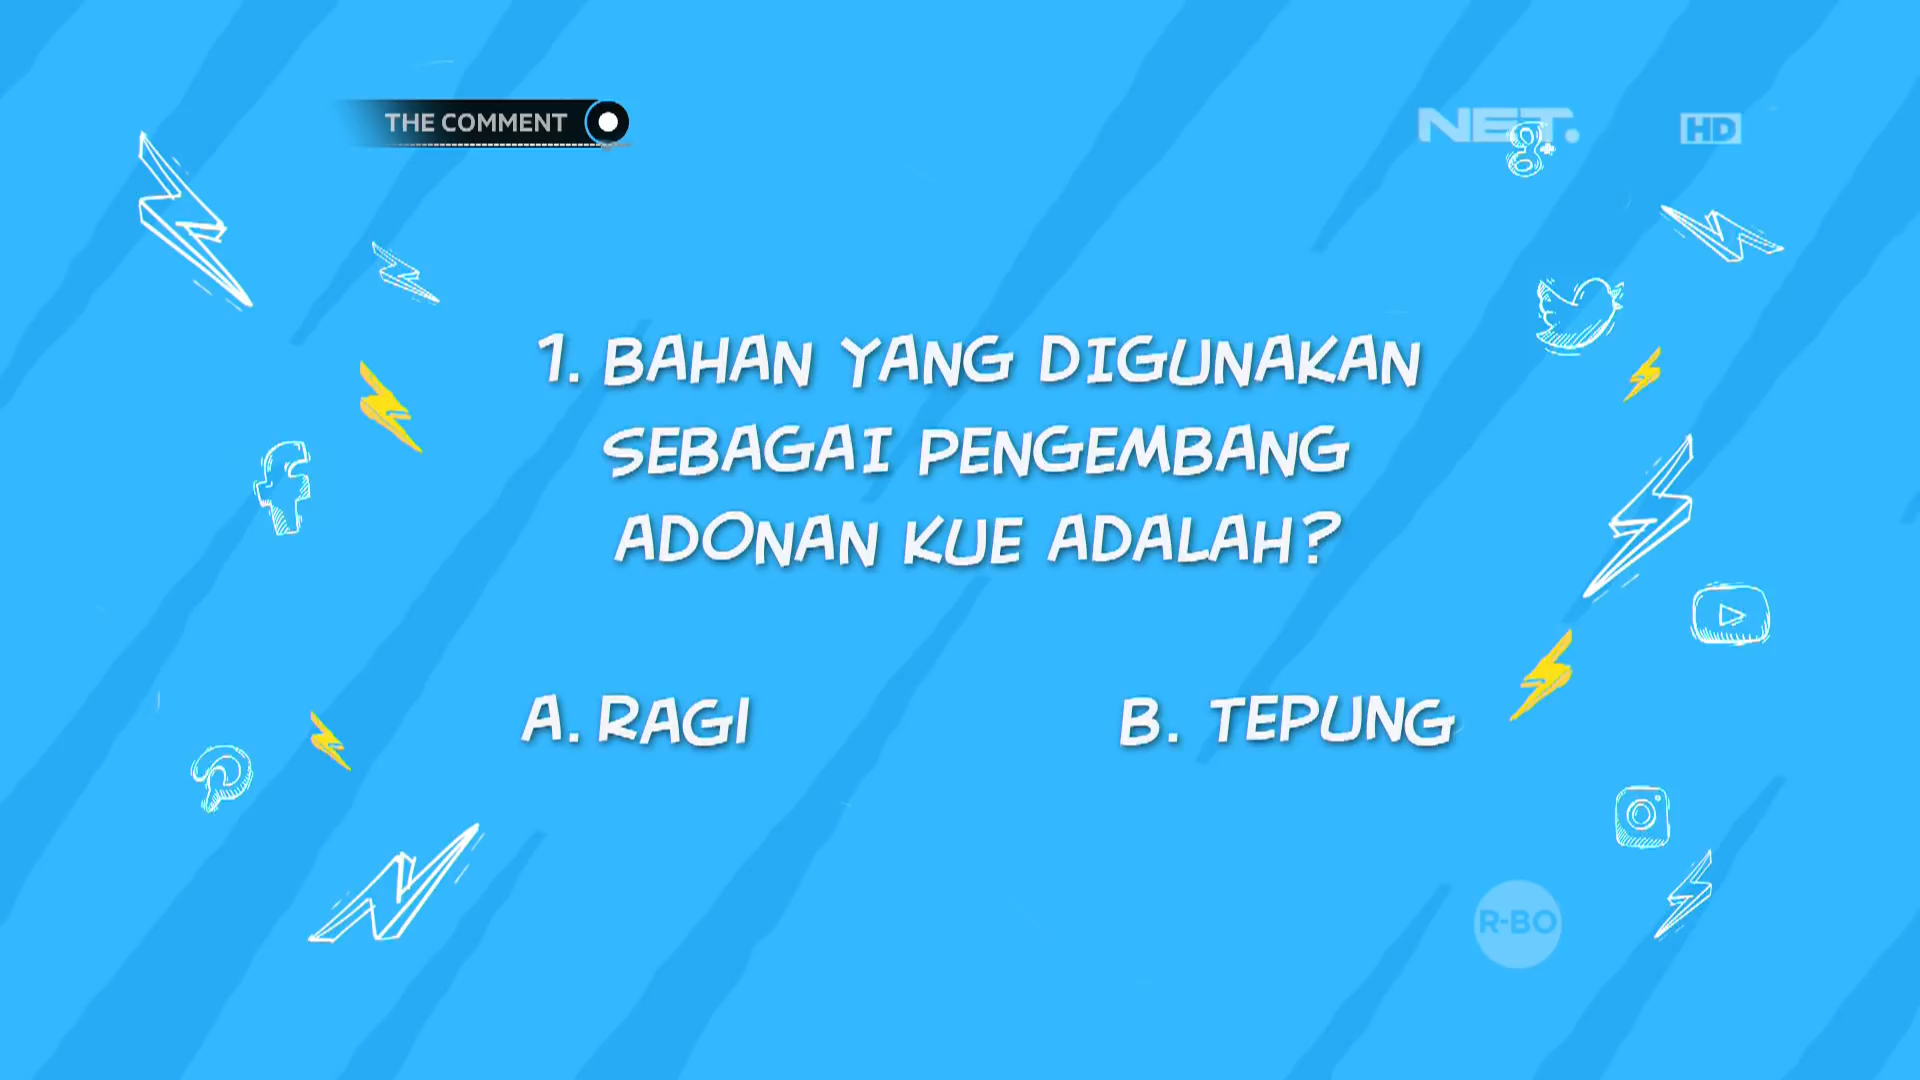 THE COMMENT
NET.
HD
1. BAHAN YANG DIGUNAKAN
SEBAGAI PENGEMBANG
ADONAN KUE ADALAH?
A. RAGI
B. TEPUNG
R-BO